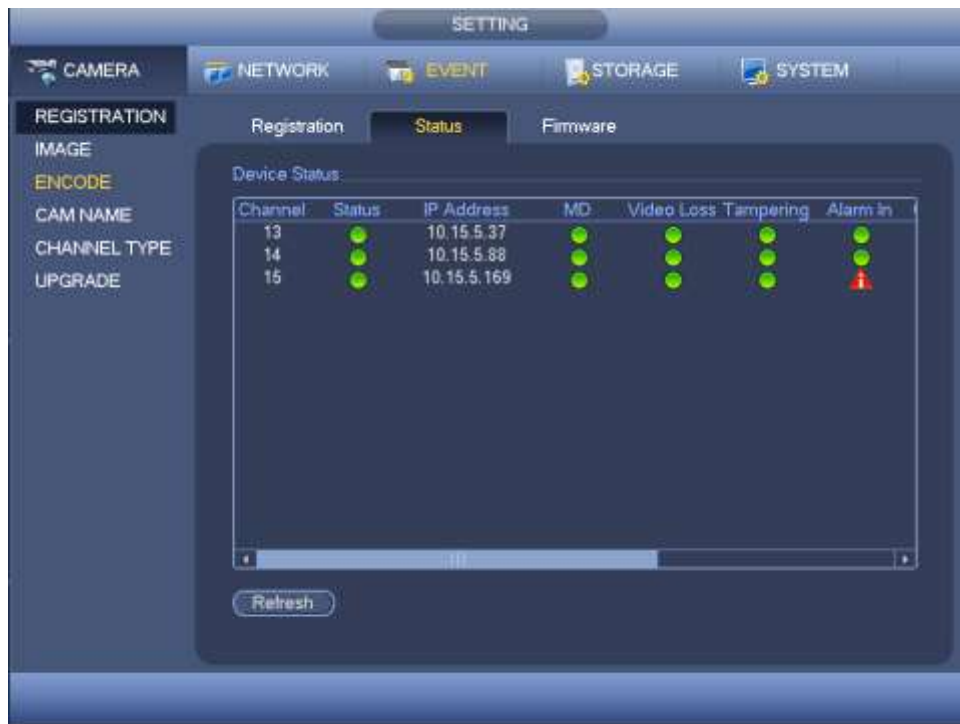 SETTING
CAMERA NETWORK EVENT STORAGE SYSTEM
REGISTRATION
IMAGE
ENCODE
CAM NAME
CHANNEL TYPE
UPGRADE
Registration Status Firmware
Device Status
Channel Status IP Address MD Video Loss Tampering Alarm In
13 10.15.5.37
14 10.15.5.88
15 10.15.5.169
Refresh